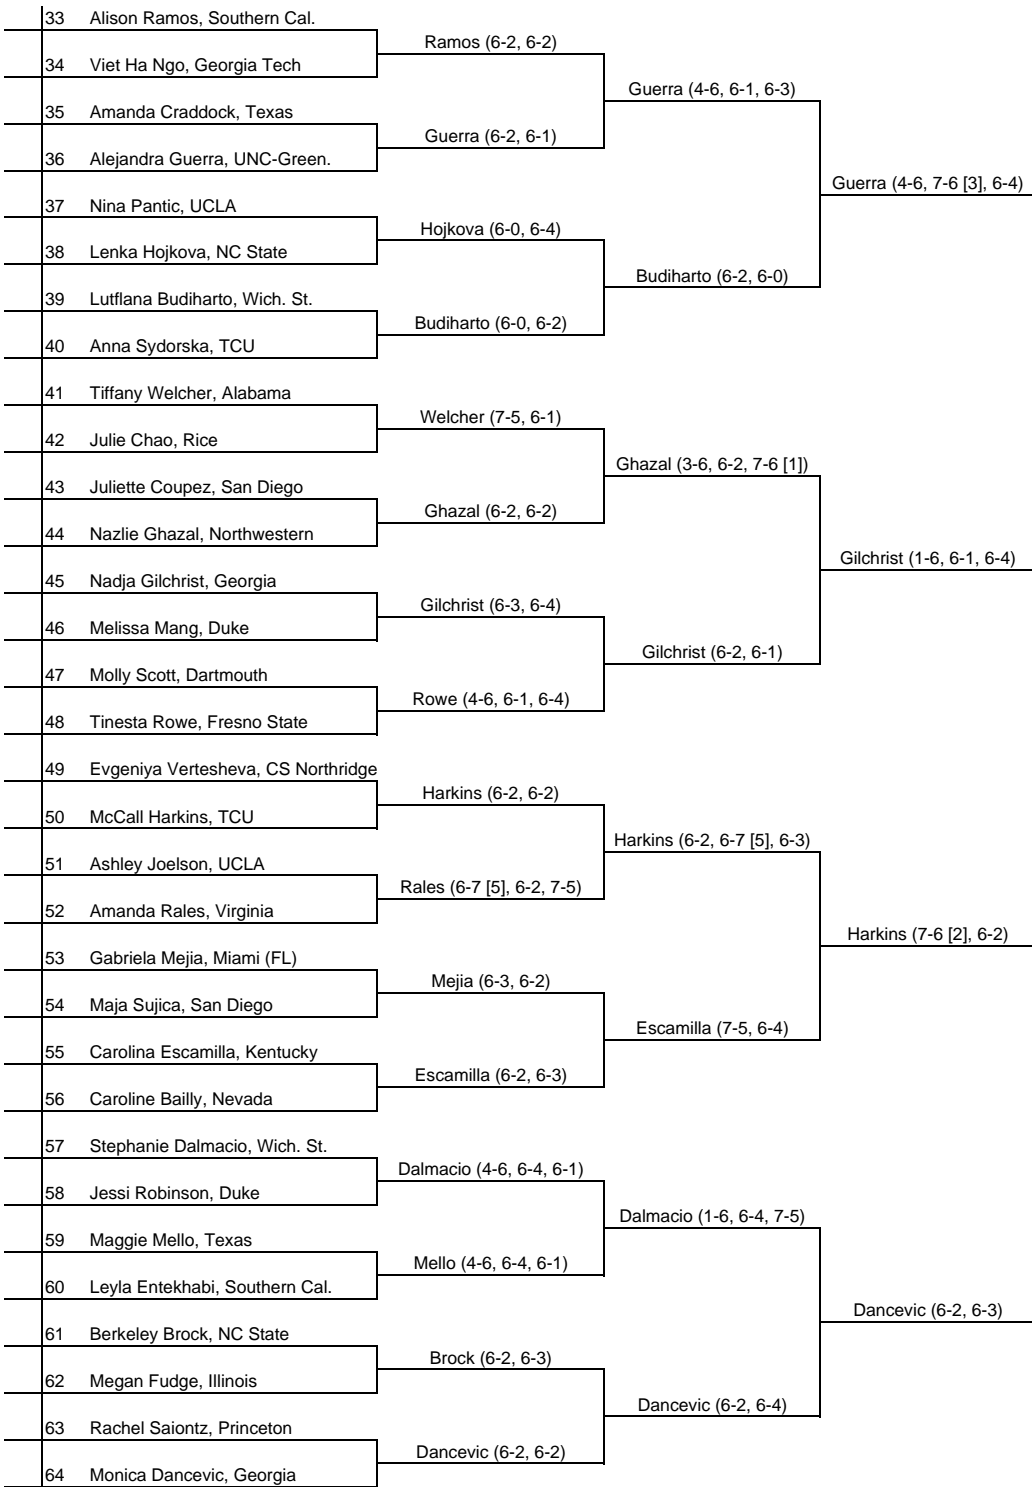 33 Alison Ramos, Southern Cal.
Ramos (6-2, 6-2)
34 Viet Ha Ngo, Georgia Tech
Guerra (4-6, 6-1, 6-3)
35 Amanda Craddock, Texas
Guerra (6-2, 6-1)
36 Alejandra Guerra, UNC-Green.
Guerra (4-6, 7-6 [3], 6-4)
37 Nina Pantic, UCLA
Hojkova (6-0, 6-4)
38 Lenka Hojkova, NC State
Budiharto (6-2, 6-0)
39 Lutflana Budiharto, Wich. St.
Budiharto (6-0, 6-2)
40 Anna Sydorska, TCU
41 Tiffany Welcher, Alabama
Welcher (7-5, 6-1)
42 Julie Chao, Rice
Ghazal (3-6, 6-2, 7-6 [1])
43 Juliette Coupez, San Diego
Ghazal (6-2, 6-2)
44 Nazlie Ghazal, Northwestern
Gilchrist (1-6, 6-1, 6-4)
45 Nadja Gilchrist, Georgia
Gilchrist (6-3, 6-4)
46 Melissa Mang, Duke
Gilchrist (6-2, 6-1)
47 Molly Scott, Dartmouth
Rowe (4-6, 6-1, 6-4)
48 Tinesta Rowe, Fresno State
49 Evgeniya Vertesheva, CS Northridge
Harkins (6-2, 6-2)
50 McCall Harkins, TCU
Harkins (6-2, 6-7 [5], 6-3)
51 Ashley Joelson, UCLA
Rales (6-7 [5], 6-2, 7-5)
52 Amanda Rales, Virginia
Harkins (7-6 [2], 6-2)
53 Gabriela Mejia, Miami (FL)
Mejia (6-3, 6-2)
54 Maja Sujica, San Diego
Escamilla (7-5, 6-4)
55 Carolina Escamilla, Kentucky
Escamilla (6-2, 6-3)
56 Caroline Bailly, Nevada
57 Stephanie Dalmacio, Wich. St.
Dalmacio (4-6, 6-4, 6-1)
58 Jessi Robinson, Duke
Dalmacio (1-6, 6-4, 7-5)
59 Maggie Mello, Texas
Mello (4-6, 6-4, 6-1)
60 Leyla Entekhabi, Southern Cal.
Dancevic (6-2, 6-3)
61 Berkeley Brock, NC State
Brock (6-2, 6-3)
62 Megan Fudge, Illinois
Dancevic (6-2, 6-4)
63 Rachel Saiontz, Princeton
Dancevic (6-2, 6-2)
64 Monica Dancevic, Georgia